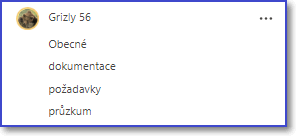 Grizly 56
Obecné
dokumentace
požadavky
průzkum